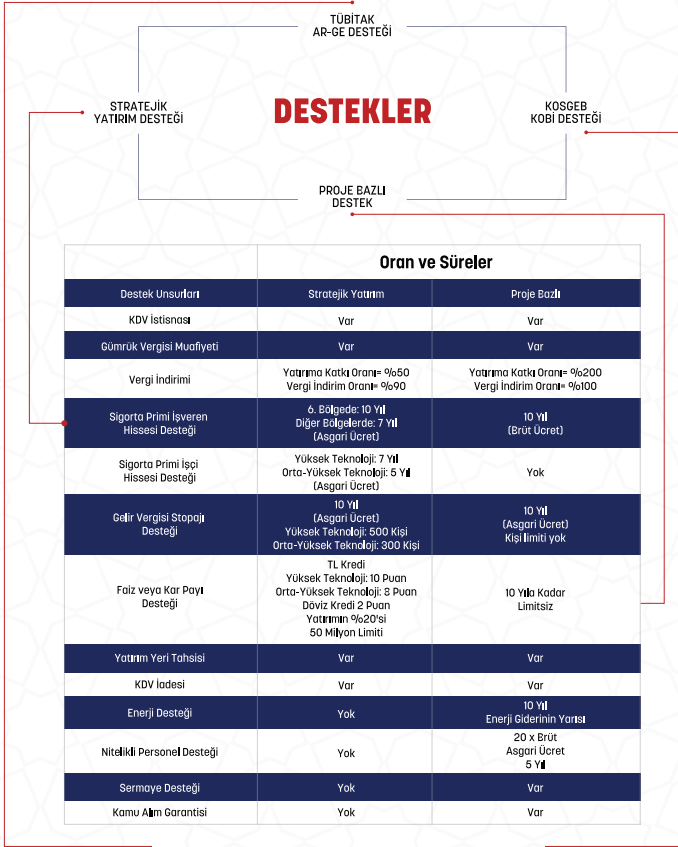 TÜBİTAK
AR-GE DESTEĞİ
STRATEJİK
YATIRIM DESTEĞİ
DESTEKLER
KOSGEB
KOBİ DESTEĞİ
PROJE BAZLI
DESTEK
Oran ve Süreler
Destek Unsurları Stratejik Yatırım Proje Bazlı
KDV İstisnası Var Var
Gümrük Vergisi Muafiyeti Var Var
Vergi İndirimi
Yatırıma Katkı Oranı= %50
Vergi İndirim Oranı= %90
Yatırıma Katkı Oranı= %200
Vergi İndirim Oranı= %100
Sigorta Primi İşveren
Hissesi Desteği
6. Bölgede: 10 Yıl
Diğer Bölgelerde: 7 Yıl
(Asgari Ücret)
10 Yıl
(Brüt Ücret)
Sigorta Primi İşçi
Hissesi Desteği
Yüksek Teknoloji: 7 Yıl
Orta-Yüksek Teknoloji: 5 Yıl
(Asgari Ücret)
Yok
Gelir Vergisi Stopajı
Desteği
10 Yıl
(Asgari Ücret)
Yüksek Teknoloji: 500 Kişi
Orta-Yüksek Teknoloji: 300 Kişi
10 Yıl
(Asgari Ücret)
Kişi limiti yok
Faiz veya Kar Payı
Desteği
TL Kredi
Yüksek Teknoloji: 10 Puan
Orta-Yüksek Teknoloji: 8 Puan
Döviz Kredi 2 Puan
Yatırımın %20'si
50 Milyon Limiti
10 Yıla Kadar
Limitsiz
Yatırım Yeri Tahsisi Var Var
KDV İadesi Var Var
Enerji Desteği Yok
10 Yıl
Enerji Giderinin Yarısı
Nitelikli Personel Desteği Yok
20 x Brüt
Asgari Ücret
5 Yıl
Sermaye Desteği Yok Var
Kamu Alım Garantisi Yok Var